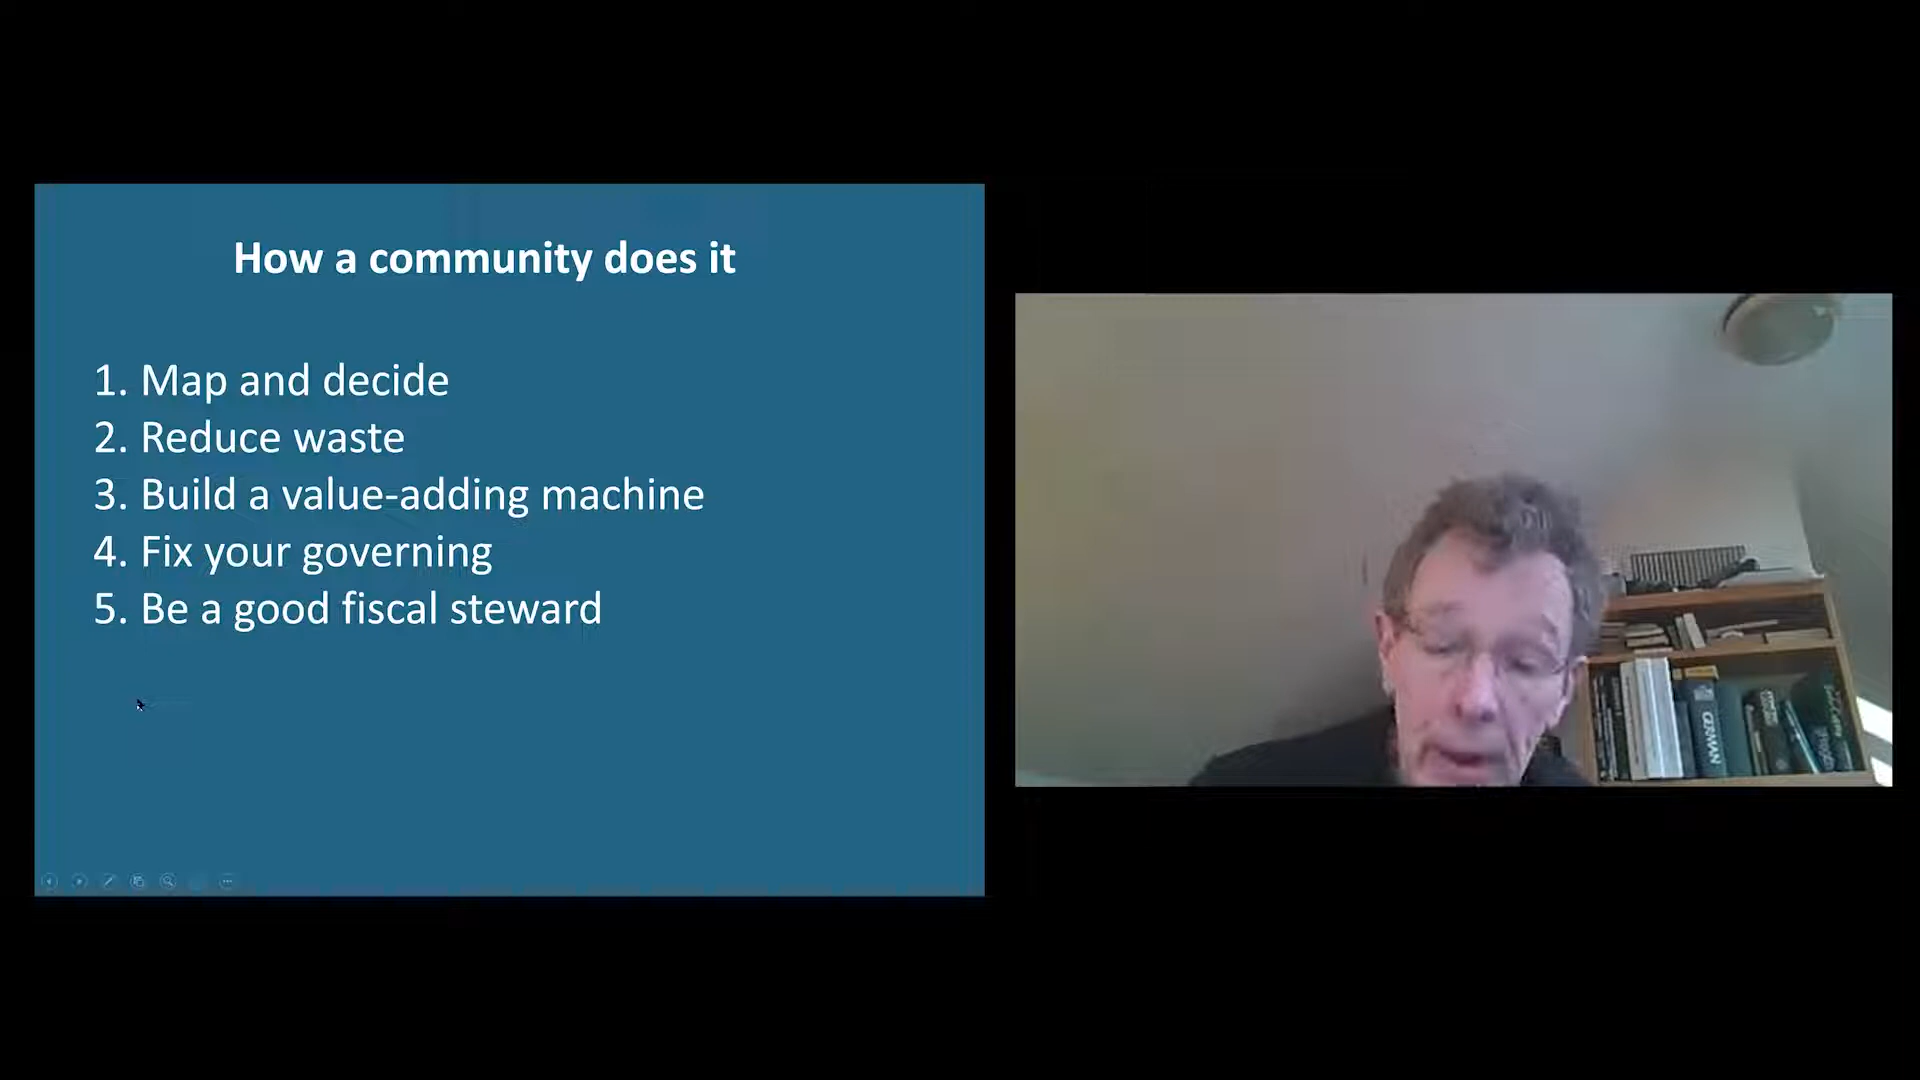 How a community does it
1. Map and decide
2. Reduce waste
3. Build a value-adding machine
4. Fix your governing
5. Be a good fiscal steward
GERMAN